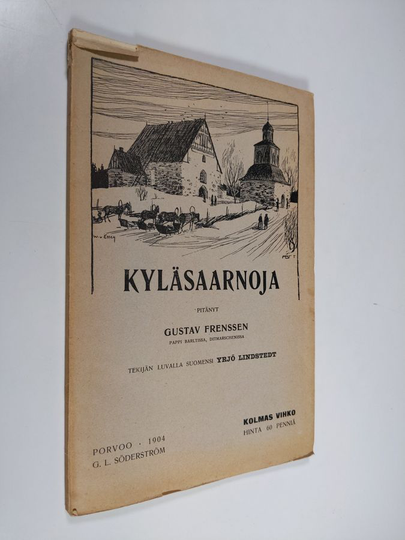 KYLÄSAARNOJA
PITÄNYT
GUSTAV FRENSSEN
PAPPI BARLTISSA, DITMARSCHENISSA
TEKIJÄN LUVALLA SUOMENSI YRJÖ LINDSTEDT
KOLMAS VIHKO
HINTA 60 PENNIÄ
PORVOO · 1904
G. L. SÖDERSTRÖM